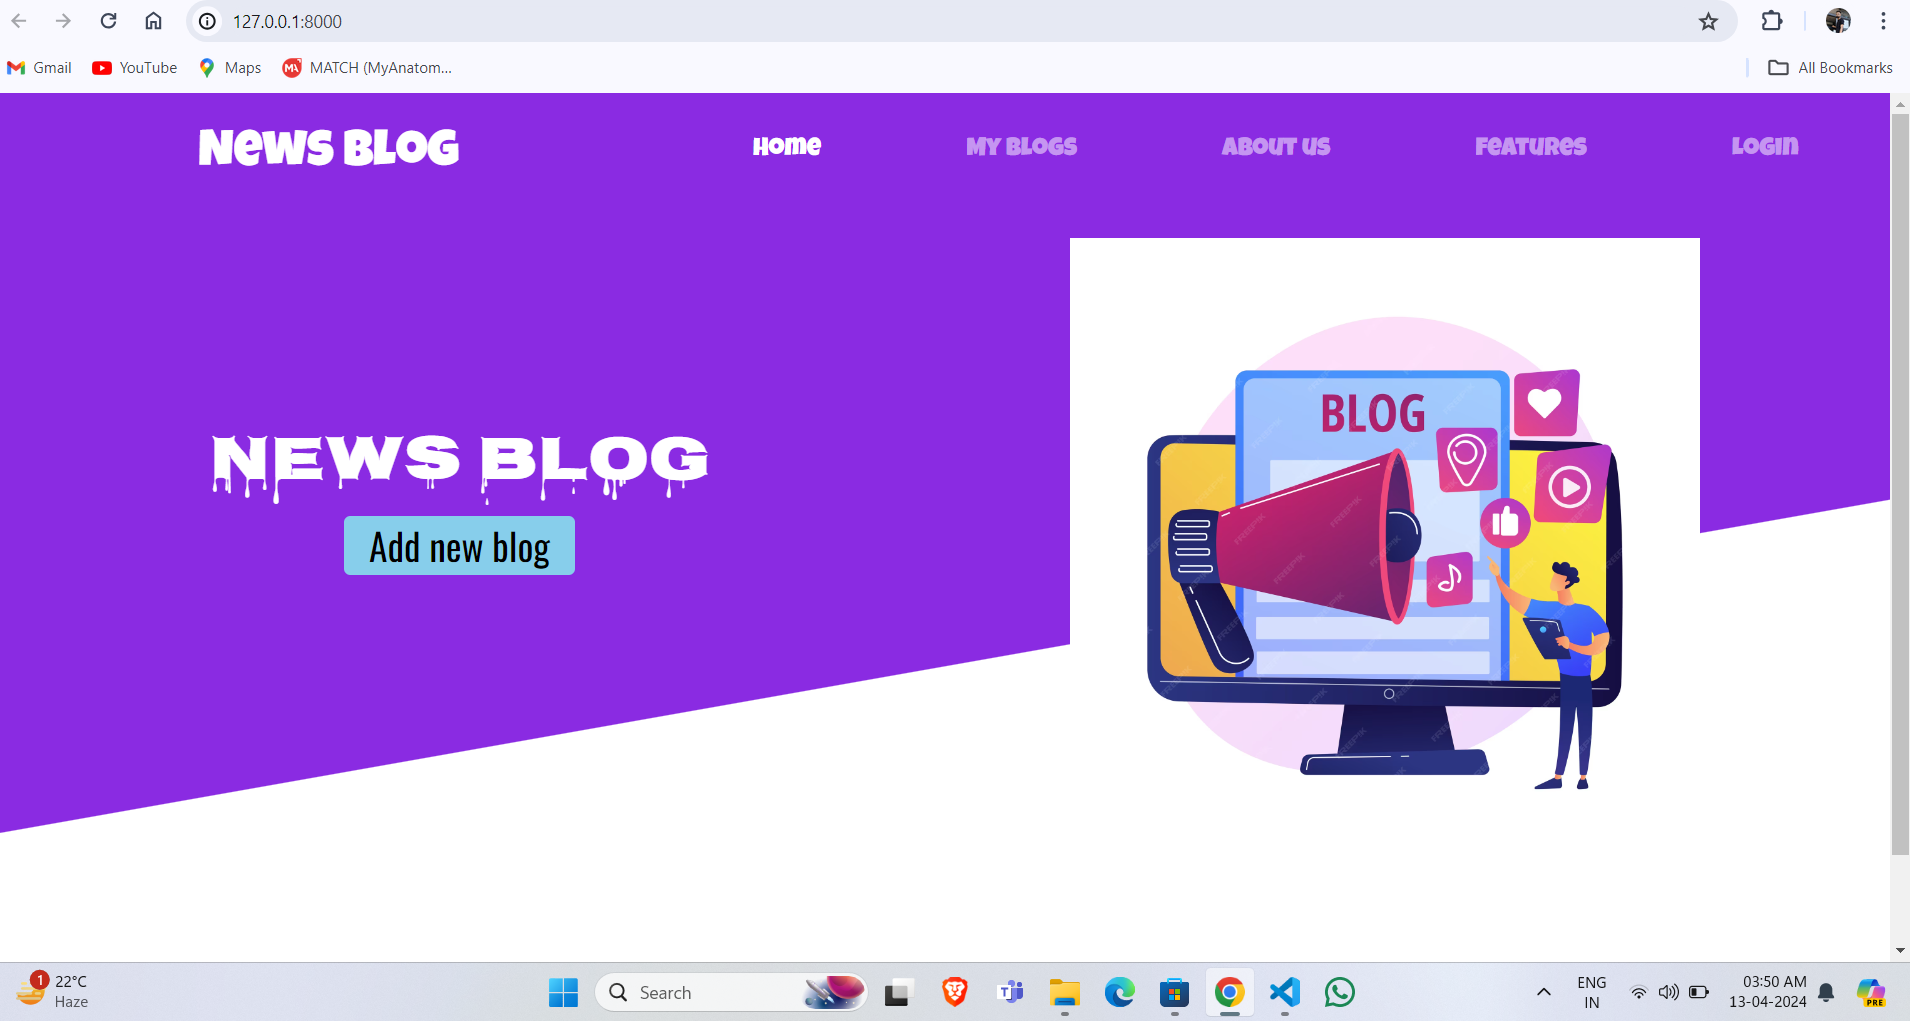 127.0.0.1:8000
Gmail YouTube Maps MATCH (MyAnatom... All Bookmarks
News Blog Home My Blogs About us Features Login
BLOG
NEWS BLOG
Add new blog
1 22°C
Haze
Search
ENG
IN
03:50 AM
13-04-2024
PRE